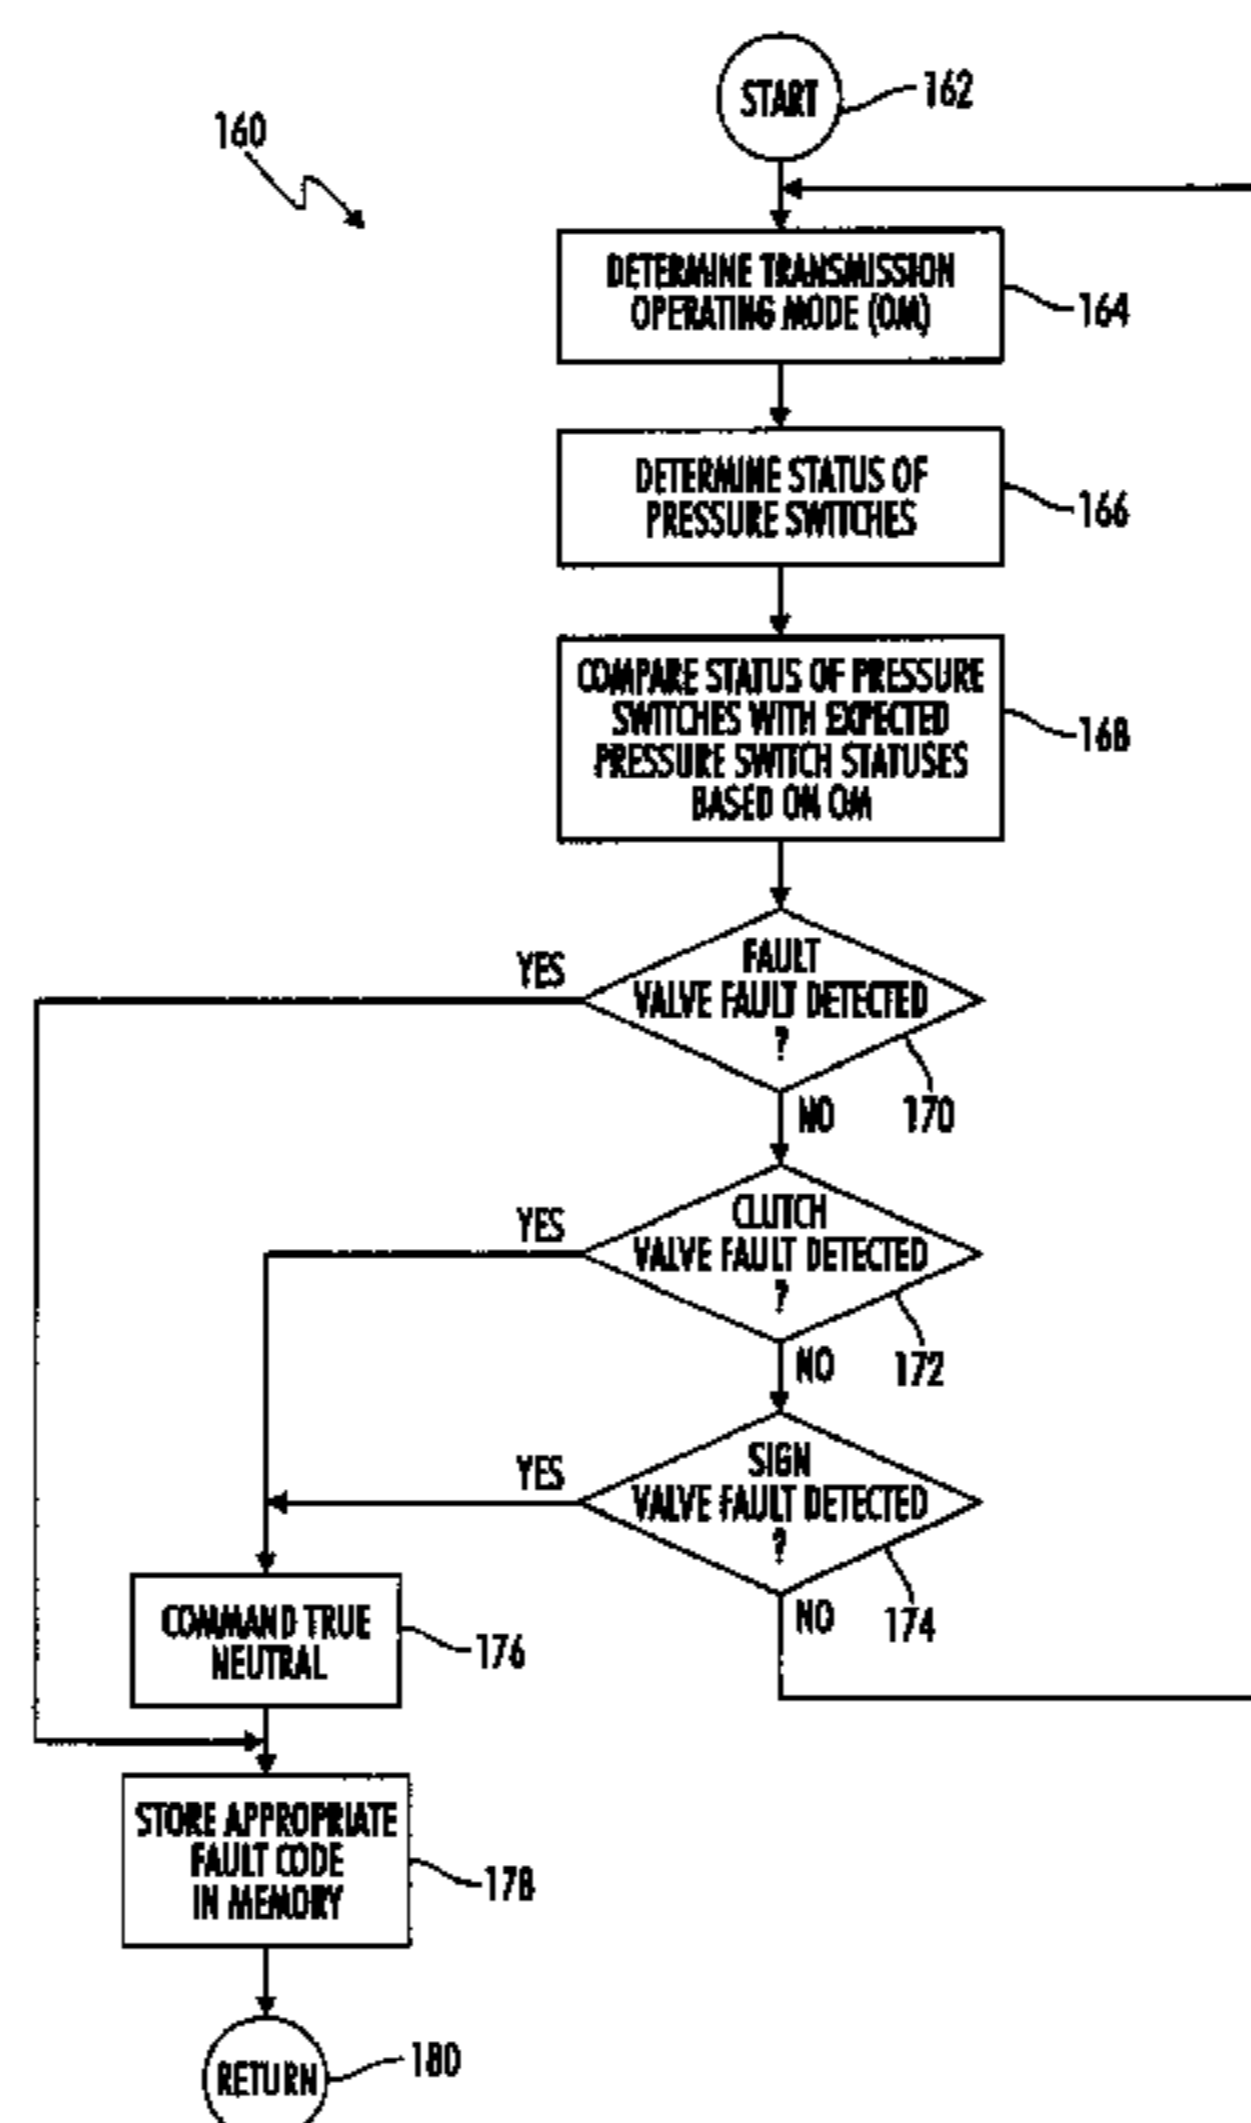 160
START
162
DETERMINE TRANSMISSION
OPERATING MODE (OM)
164
DETERMINE STATUS OF
PRESSURE SWITCHES
166
COMPARE STATUS OF PRESSURE
SWITCHES WITH EXPECTED
PRESSURE SWITCH STATUSES
BASED ON OM
168
YES
FAULT
VALVE FAULT DETECTED
?
170
NO
YES
CLUTCH
VALVE FAULT DETECTED
?
172
NO
YES
SIGN
VALVE FAULT DETECTED
?
174
NO
COMMAND TRUE
NEUTRAL
176
STORE APPROPRIATE
FAULT CODE
IN MEMORY
178
RETURN
180